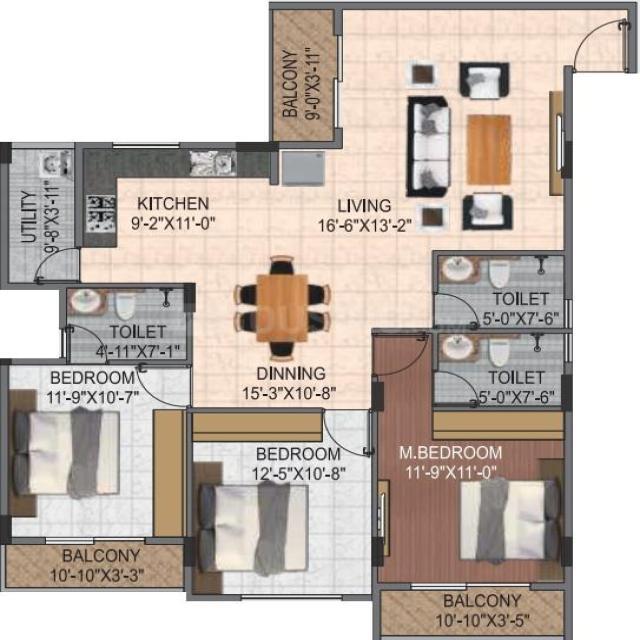 BALCONY
9'-0"X3'-11"
UTILITY
9'-8"X3'-11"
KITCHEN
9'-2"X11'-0"
LIVING
16'-6"X13'-2"
TOILET
5'-0"X7'-6"
TOILET
4'-11"X7'-1"
DINNING
15'-3"X10'-8"
TOILET
5'-0"X7'-6"
BEDROOM
11'-9"X10'-7"
BEDROOM
12'-5"X10'-8"
M.BEDROOM
11'-9"X11'-0"
BALCONY
10'-10"X3'-3"
BALCONY
10'-10"X3'-5"